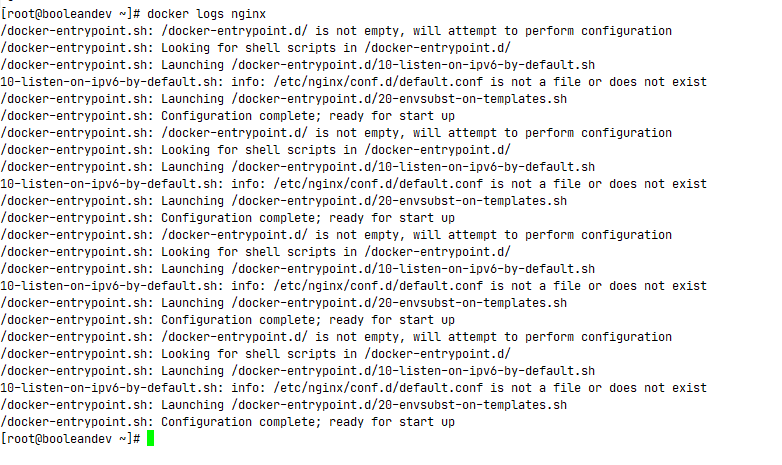 [root@booleandev ~]# docker logs nginx
/docker-entrypoint.sh: /docker-entrypoint.d/ is not empty, will attempt to perform configuration
/docker-entrypoint.sh: Looking for shell scripts in /docker-entrypoint.d/
/docker-entrypoint.sh: Launching /docker-entrypoint.d/10-listen-on-ipv6-by-default.sh
10-listen-on-ipv6-by-default.sh: info: /etc/nginx/conf.d/default.conf is not a file or does not exist
/docker-entrypoint.sh: Launching /docker-entrypoint.d/20-envsubst-on-templates.sh
/docker-entrypoint.sh: Configuration complete; ready for start up
/docker-entrypoint.sh: /docker-entrypoint.d/ is not empty, will attempt to perform configuration
/docker-entrypoint.sh: Looking for shell scripts in /docker-entrypoint.d/
/docker-entrypoint.sh: Launching /docker-entrypoint.d/10-listen-on-ipv6-by-default.sh
10-listen-on-ipv6-by-default.sh: info: /etc/nginx/conf.d/default.conf is not a file or does not exist
/docker-entrypoint.sh: Launching /docker-entrypoint.d/20-envsubst-on-templates.sh
/docker-entrypoint.sh: Configuration complete; ready for start up
/docker-entrypoint.sh: /docker-entrypoint.d/ is not empty, will attempt to perform configuration
/docker-entrypoint.sh: Looking for shell scripts in /docker-entrypoint.d/
/docker-entrypoint.sh: Launching /docker-entrypoint.d/10-listen-on-ipv6-by-default.sh
10-listen-on-ipv6-by-default.sh: info: /etc/nginx/conf.d/default.conf is not a file or does not exist
/docker-entrypoint.sh: Launching /docker-entrypoint.d/20-envsubst-on-templates.sh
/docker-entrypoint.sh: Configuration complete; ready for start up
/docker-entrypoint.sh: /docker-entrypoint.d/ is not empty, will attempt to perform configuration
/docker-entrypoint.sh: Looking for shell scripts in /docker-entrypoint.d/
/docker-entrypoint.sh: Launching /docker-entrypoint.d/10-listen-on-ipv6-by-default.sh
10-listen-on-ipv6-by-default.sh: info: /etc/nginx/conf.d/default.conf is not a file or does not exist
/docker-entrypoint.sh: Launching /docker-entrypoint.d/20-envsubst-on-templates.sh
/docker-entrypoint.sh: Configuration complete; ready for start up
[root@booleandev ~]#